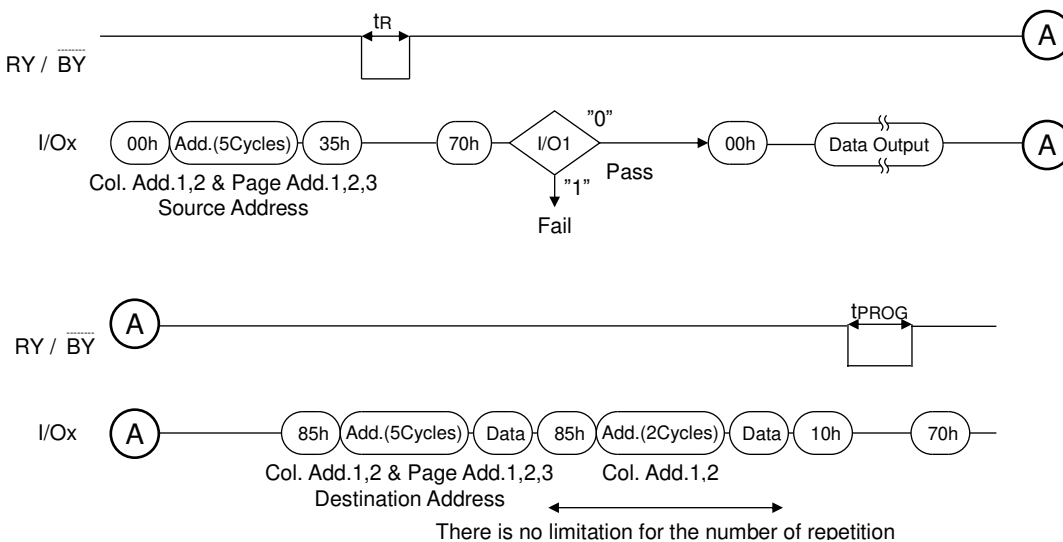 tR
A
RY / BY
I/Ox 00h Add.(5Cycles) 35h 70h I/O1 "0" 00h Data Output A
Pass
"1"
Col. Add.1,2 & Page Add.1,2,3
Source Address
Fail
A
tPROG
RY / BY
I/Ox A 85h Add.(5Cycles) Data 85h Add.(2Cycles) Data 10h 70h
Col. Add.1,2 & Page Add.1,2,3 Col. Add.1,2
Destination Address
There is no limitation for the number of repetition